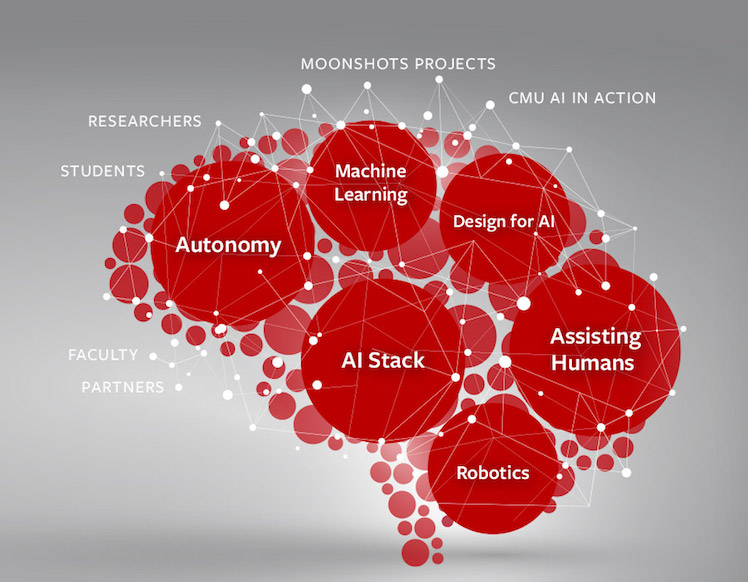 MOONSHOTS PROJECTS
CMU AI IN ACTION
RESEARCHERS
STUDENTS
Machine
Learning
Design for AI
Autonomy
Assisting
Humans
AI Stack
FACULTY
PARTNERS
Robotics